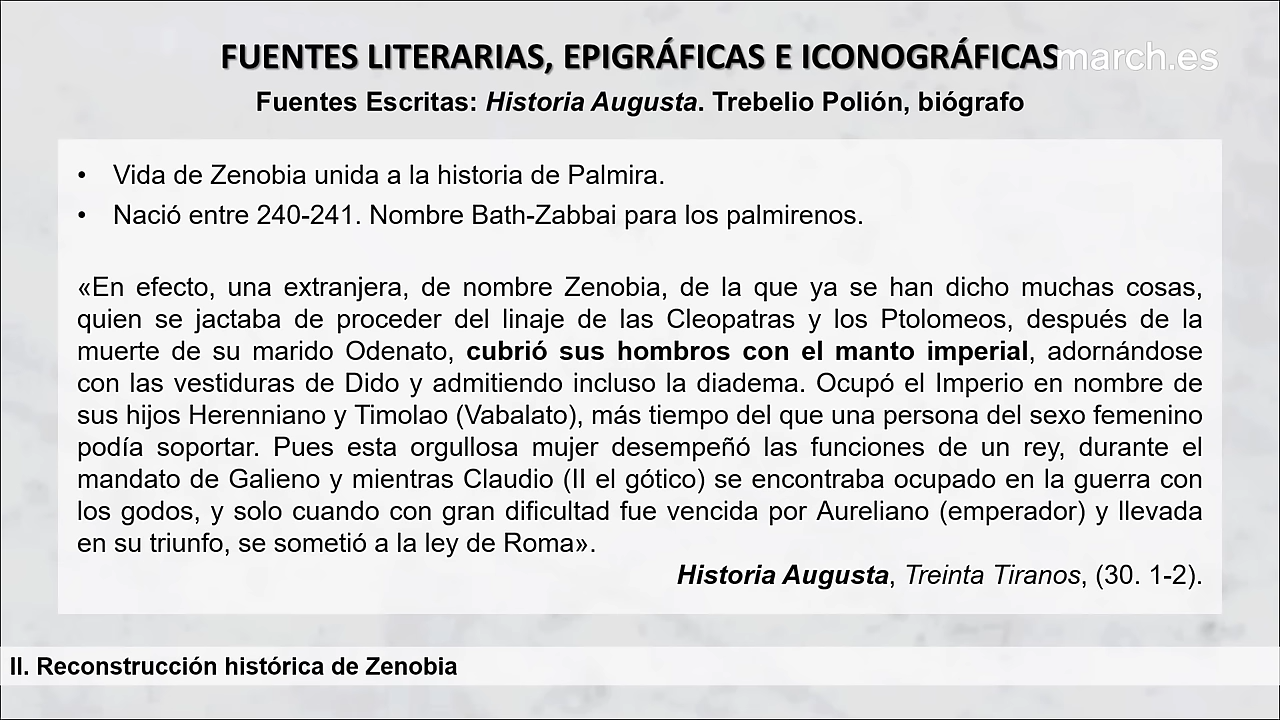 FUENTES LITERARIAS, EPIGRÁFICAS E ICONOGRÁFICAS
march.es
Fuentes Escritas: Historia Augusta. Trebelio Polión, biógrafo
• Vida de Zenobia unida a la historia de Palmira.
• Nació entre 240-241. Nombre Bath-Zabbai para los palmirenos.
«En efecto, una extranjera, de nombre Zenobia, de la que ya se han dicho muchas cosas,
quien se jactaba de proceder del linaje de las Cleopatras y los Ptolomeos, después de la
muerte de su marido Odenato, cubrió sus hombros con el manto imperial, adornándose
con las vestiduras de Dido y admitiendo incluso la diadema. Ocupó el Imperio en nombre de
sus hijos Herenniano y Timolao (Vabalato), más tiempo del que una persona del sexo femenino
podía soportar. Pues esta orgullosa mujer desempeñó las funciones de un rey, durante el
mandato de Galieno y mientras Claudio (II el gótico) se encontraba ocupado en la guerra con
los godos, y solo cuando con gran dificultad fue vencida por Aureliano (emperador) y llevada
en su triunfo, se sometió a la ley de Roma».
Historia Augusta, Treinta Tiranos, (30. 1-2).
II. Reconstrucción histórica de Zenobia